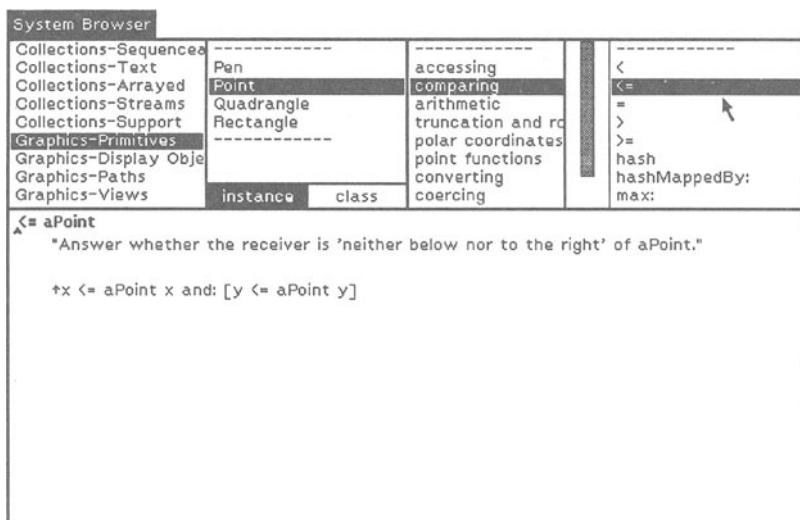 System Browser
Collections-Sequencea
Collections-Text
Collections-Arrayed
Collections-Streams
Collections-Support
Graphics-Primitives
Graphics-Display Obje
Graphics-Paths
Graphics-Views
------------
Pen
Point
Quadrangle
Rectangle
------------
instance
class
------------
accessing
comparing
arithmetic
truncation and ro
polar coordinates
point functions
converting
coercing
------------
<
<=
=
>
>=
hash
hashMappedBy:
max:
<= aPoint
"Answer whether the receiver is 'neither below nor to the right' of aPoint."
↑x <= aPoint x and: [y <= aPoint y]